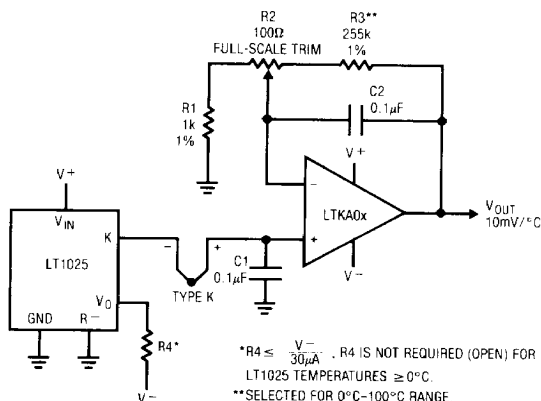 R2
100Ω
FULL-SCALE TRIM
R3**
255k
1%
R1
1k
1%
C2
0.1μF
V+
VIN
LT1025
K
VO
GND
R−
R4*
V−
−
+
TYPE K
C1
0.1μF
V+
−
LTKA0x
+
V−
VOUT
10mV/°C
*R4 ≤ V−/30μA . R4 IS NOT REQUIRED (OPEN) FOR
LT1025 TEMPERATURES ≥0°C.
**SELECTED FOR 0°C–100°C RANGE